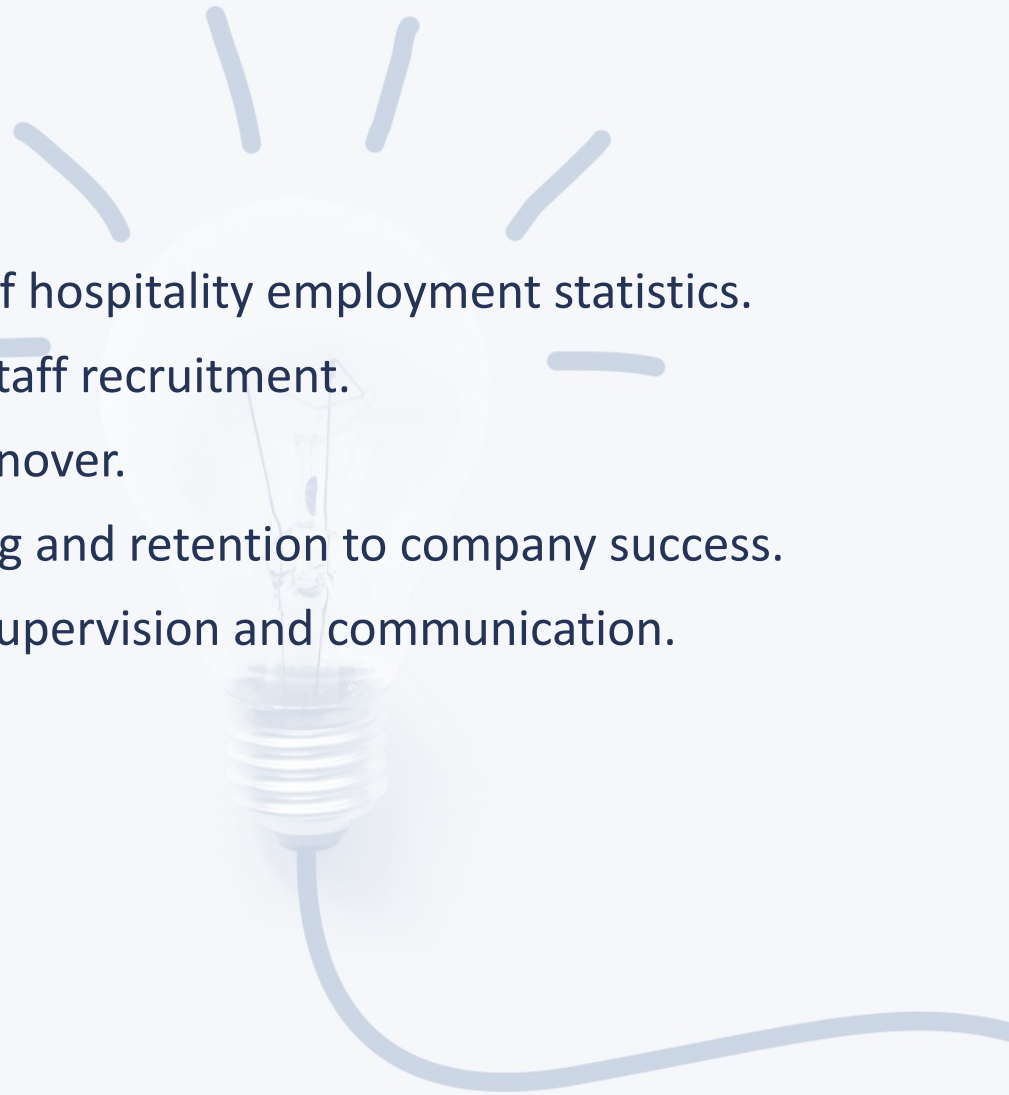 f hospitality employment statistics.
taff recruitment.
nover.
g and retention to company success.
upervision and communication.